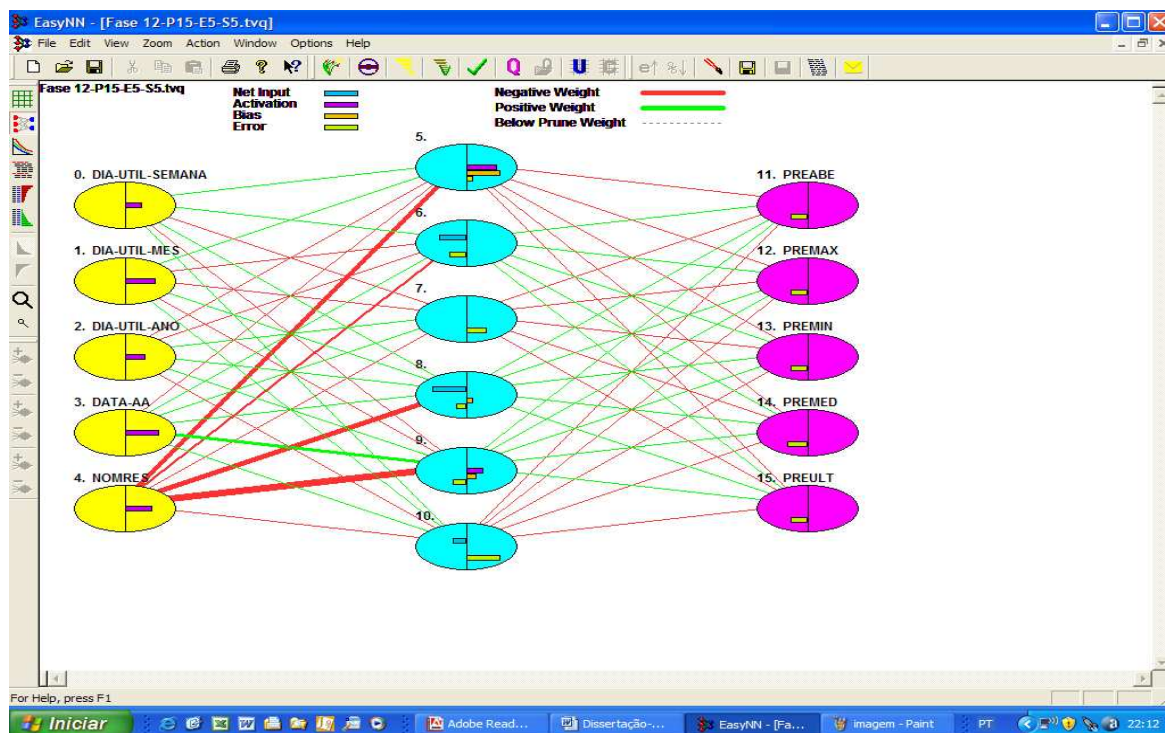 EasyNN - [Fase 12-P15-E5-S5.tvq]
File Edit View Zoom Action Window Options Help
Fase 12-P15-E5-S5.tvq
Net Input
Activation
Bias
Error
Negative Weight
Positive Weight
Below Prune Weight
0. DIA-UTIL-SEMANA
1. DIA-UTIL-MES
2. DIA-UTIL-ANO
3. DATA-AA
4. NOMRES
5.
6.
7.
8.
9.
10.
11. PREABE
12. PREMAX
13. PREMIN
14. PREMED
15. PREULT
For Help, press F1
Iniciar Adobe Read... Dissertação-... EasyNN - [Fa... imagem - Paint PT 22:12